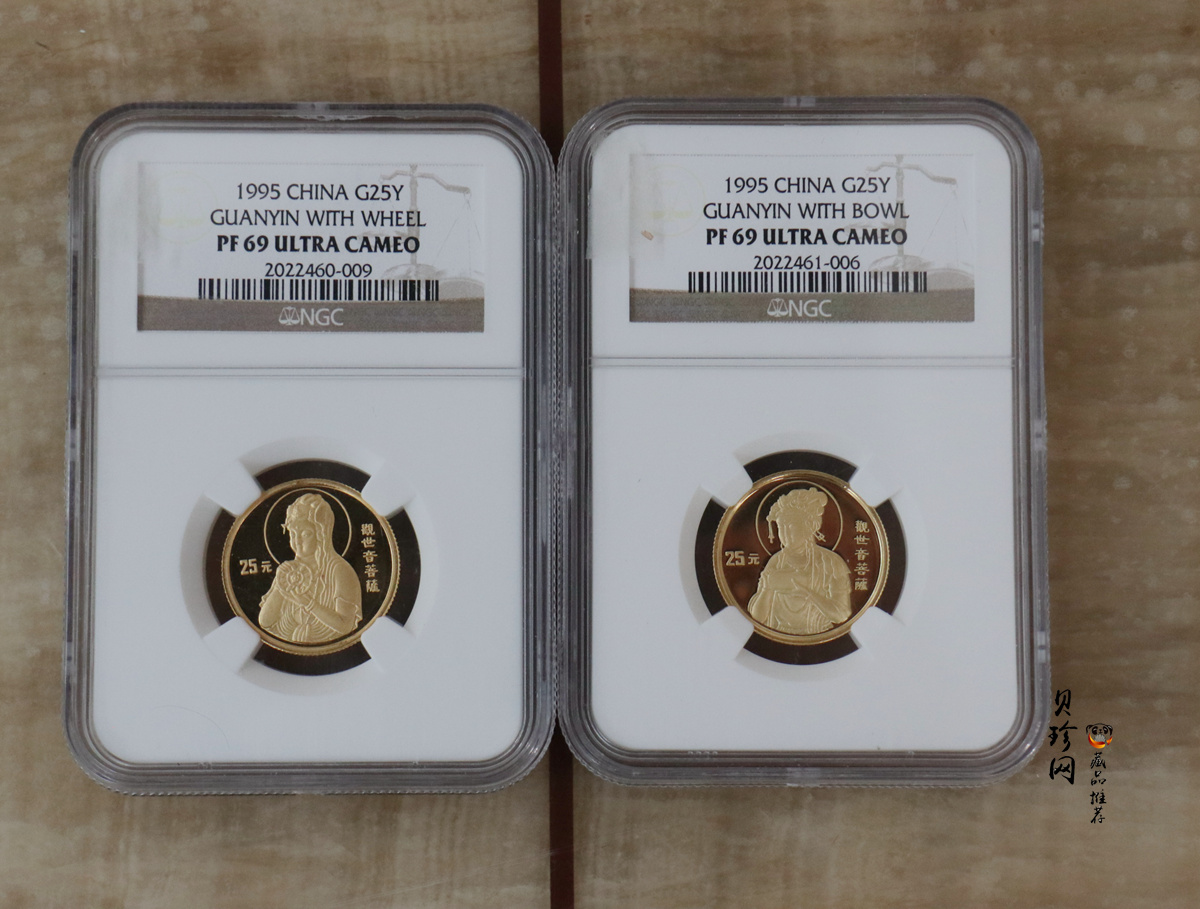 1995 CHINA G25Y
GUANYIN WITH WHEEL
PF 69 ULTRA CAMEO
2022460-009
NGC
25元
觀世音菩薩
1995 CHINA G25Y
GUANYIN WITH BOWL
PF 69 ULTRA CAMEO
2022461-006
NGC
25元
觀世音菩薩
贝珍网
藏品推荐